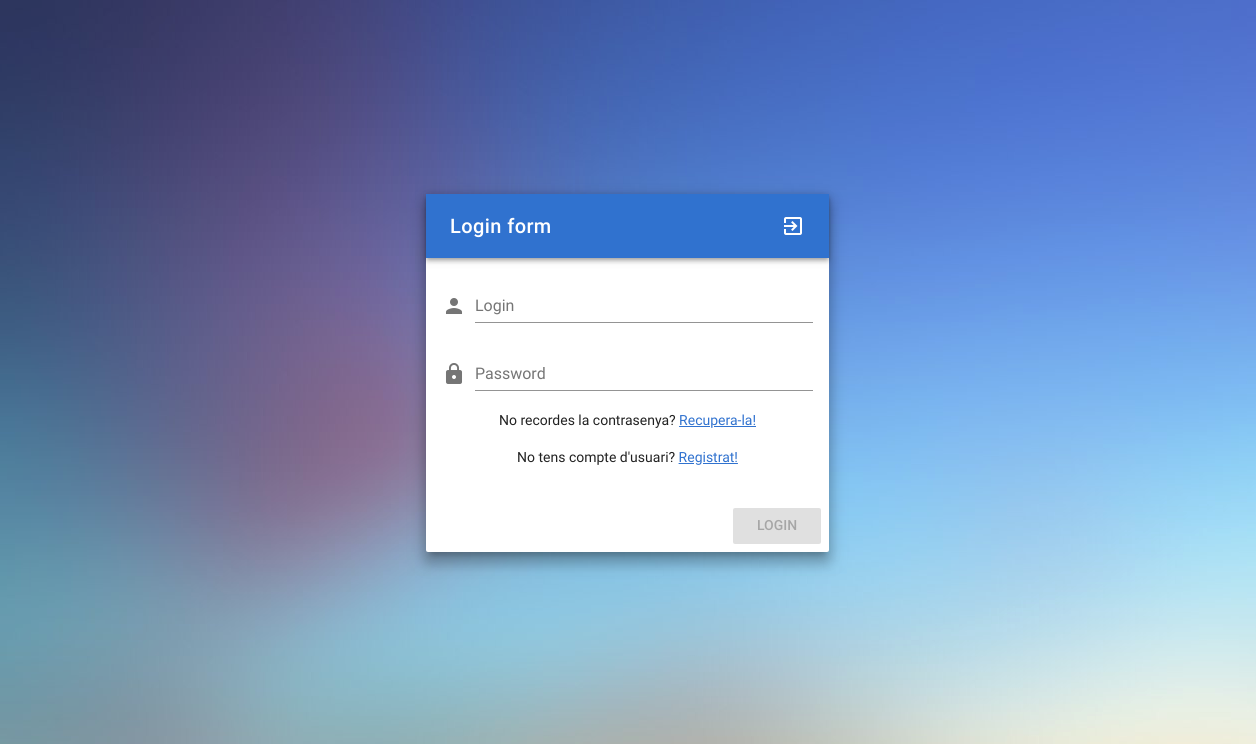 Login form
Login
Password
No recordes la contrasenya? Recupera-la!
No tens compte d'usuari? Registrat!
LOGIN